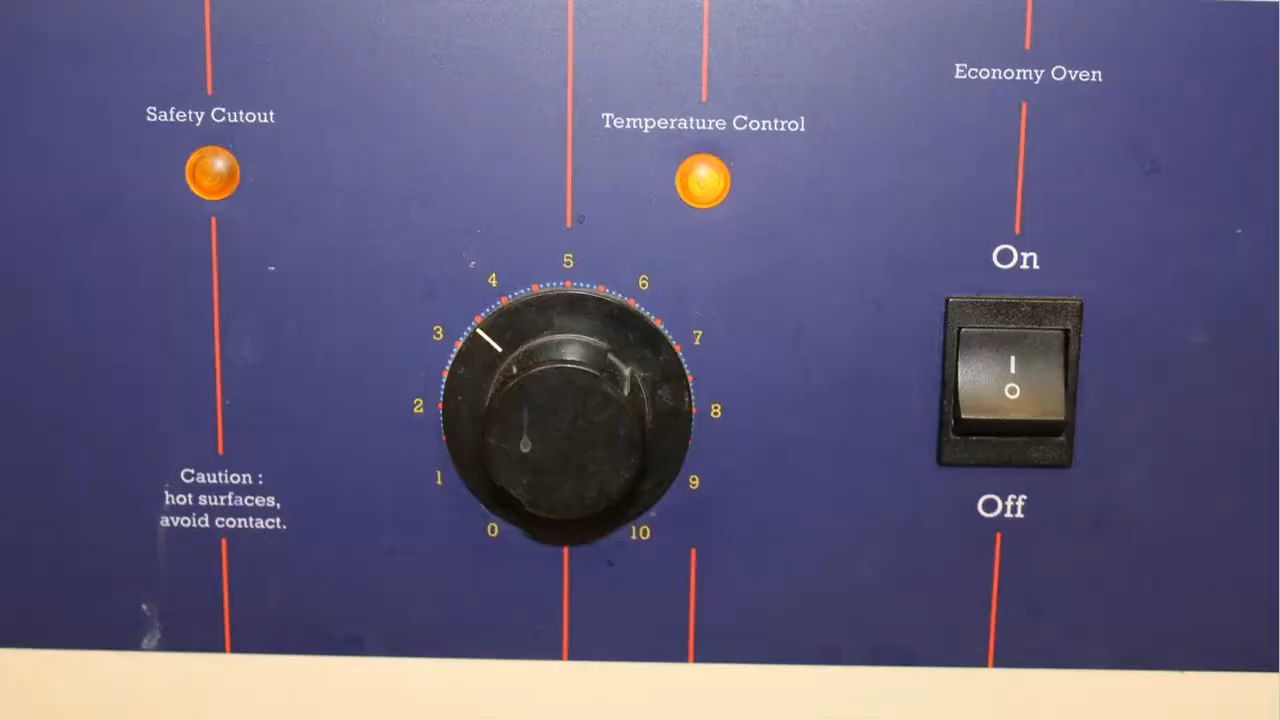 Economy Oven
Safety Cutout
Temperature Control
On
5
4
6
3
7
I
O
2
8
1
9
Caution :
hot surfaces,
avoid contact.
Off
0
10